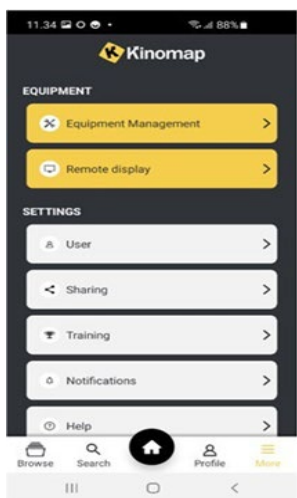 11.34 88%
Kinomap
EQUIPMENT
Equipment Management
Remote display
SETTINGS
User
Sharing
Training
Notifications
Help
Browse Search Profile More